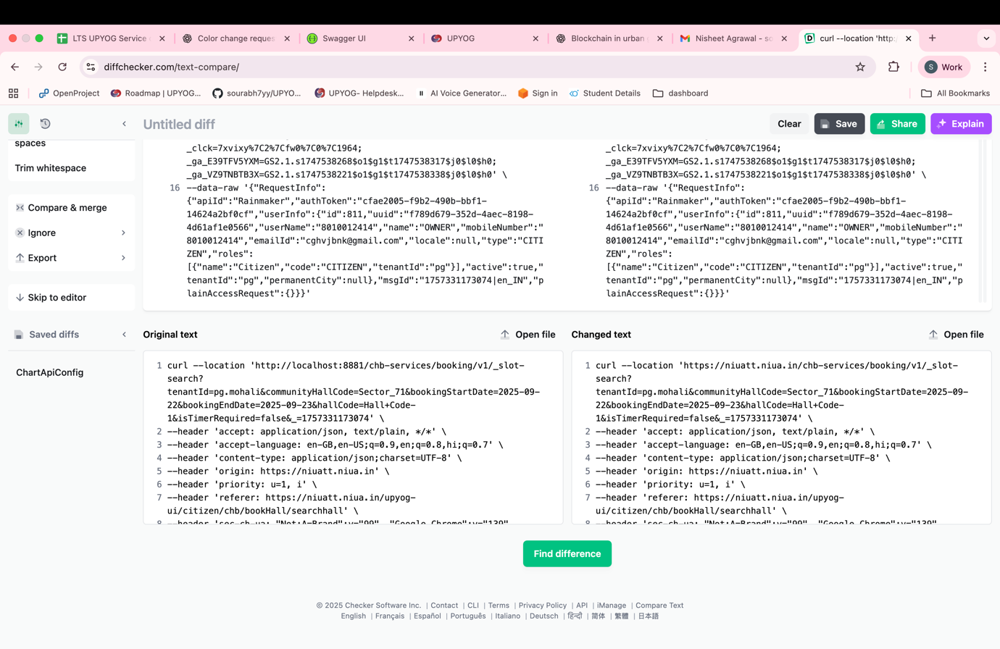 LTS UPYOG Service
Color change reques
Swagger UI
UPYOG
Blockchain in urban
Nisheet Agrawal - so
curl --location 'http:/
diffchecker.com/text-compare/
S Work
OpenProject
Roadmap | UPYOG...
sourabh7yy/UPYO...
UPYOG- Helpdesk...
AI Voice Generator...
Sign in
Student Details
dashboard
All Bookmarks
Untitled diff
Clear
Save
Share
Explain
spaces
Trim whitespace
Compare & merge
Ignore
Export
Skip to editor
Saved diffs
ChartApiConfig
_clck=7xvixy%7C2%7Cfw0%7C0%7C1964;
_ga_E39TFV5YXM=GS2.1.s1747538268$o1$g1$t1747538317$j0$l0$h0;
_ga_VZ9TNBTB3X=GS2.1.s1747538221$o1$g1$t1747538338$j0$l0$h0' \
16 --data-raw '{"RequestInfo":
{"apiId":"Rainmaker","authToken":"cfae2005-f9b2-490b-bbf1-
14624a2bf0cf","userInfo":{"id":811,"uuid":"f789d679-352d-4aec-8198-
4d61af1e0566","userName":"8010012414","name":"OWNER","mobileNumber":"
8010012414","emailId":"cghvjbnk@gmail.com","locale":null,"type":"CITI
ZEN","roles":
[{"name":"Citizen","code":"CITIZEN","tenantId":"pg"}],"active":true,"
tenantId":"pg","permanentCity":null},"msgId":"1757331173074|en_IN","p
lainAccessRequest":{}}}'
_clck=7xvixy%7C2%7Cfw0%7C0%7C1964;
_ga_E39TFV5YXM=GS2.1.s1747538268$o1$g1$t1747538317$j0$l0$h0;
_ga_VZ9TNBTB3X=GS2.1.s1747538221$o1$g1$t1747538338$j0$l0$h0' \
16 --data-raw '{"RequestInfo":
{"apiId":"Rainmaker","authToken":"cfae2005-f9b2-490b-bbf1-
14624a2bf0cf","userInfo":{"id":811,"uuid":"f789d679-352d-4aec-8198-
4d61af1e0566","userName":"8010012414","name":"OWNER","mobileNumber":"
8010012414","emailId":"cghvjbnk@gmail.com","locale":null,"type":"CITI
ZEN","roles":
[{"name":"Citizen","code":"CITIZEN","tenantId":"pg"}],"active":true,"
tenantId":"pg","permanentCity":null},"msgId":"1757331173074|en_IN","p
lainAccessRequest":{}}}'
Original text
Open file
1 curl --location 'http://localhost:8881/chb-services/booking/v1/_slot-
search?
tenantId=pg.mohali&communityHallCode=Sector_71&bookingStartDate=2025-09-
22&bookingEndDate=2025-09-23&hallCode=Hall+Code-
1&isTimerRequired=false&_=1757331173074' \
2 --header 'accept: application/json, text/plain, */*' \
3 --header 'accept-language: en-GB,en-US;q=0.9,en;q=0.8,hi;q=0.7' \
4 --header 'content-type: application/json;charset=UTF-8' \
5 --header 'origin: https://niuatt.niua.in' \
6 --header 'priority: u=1, i' \
7 --header 'referer: https://niuatt.niua.in/upyog-
ui/citizen/chb/bookHall/searchhall' \
8 --header 'sec-ch-ua: "Not;A=Brand";v="99", "Google Chrome";v="139",
Changed text
Open file
1 curl --location 'https://niuatt.niua.in/chb-services/booking/v1/_slot-
search?
tenantId=pg.mohali&communityHallCode=Sector_71&bookingStartDate=2025-09-
22&bookingEndDate=2025-09-23&hallCode=Hall+Code-
1&isTimerRequired=false&_=1757331173074' \
2 --header 'accept: application/json, text/plain, */*' \
3 --header 'accept-language: en-GB,en-US;q=0.9,en;q=0.8,hi;q=0.7' \
4 --header 'content-type: application/json;charset=UTF-8' \
5 --header 'origin: https://niuatt.niua.in' \
6 --header 'priority: u=1, i' \
7 --header 'referer: https://niuatt.niua.in/upyog-
ui/citizen/chb/bookHall/searchhall' \
8 --header 'sec-ch-ua: "Not;A=Brand";v="99", "Google Chrome";v="139",
Find difference
© 2025 Checker Software Inc. | Contact | CLI | Terms | Privacy Policy | API | iManage | Compare Text
English | Français | Español | Português | Italiano | Deutsch | हिन्दी | 简体 | 繁體 | 日本語